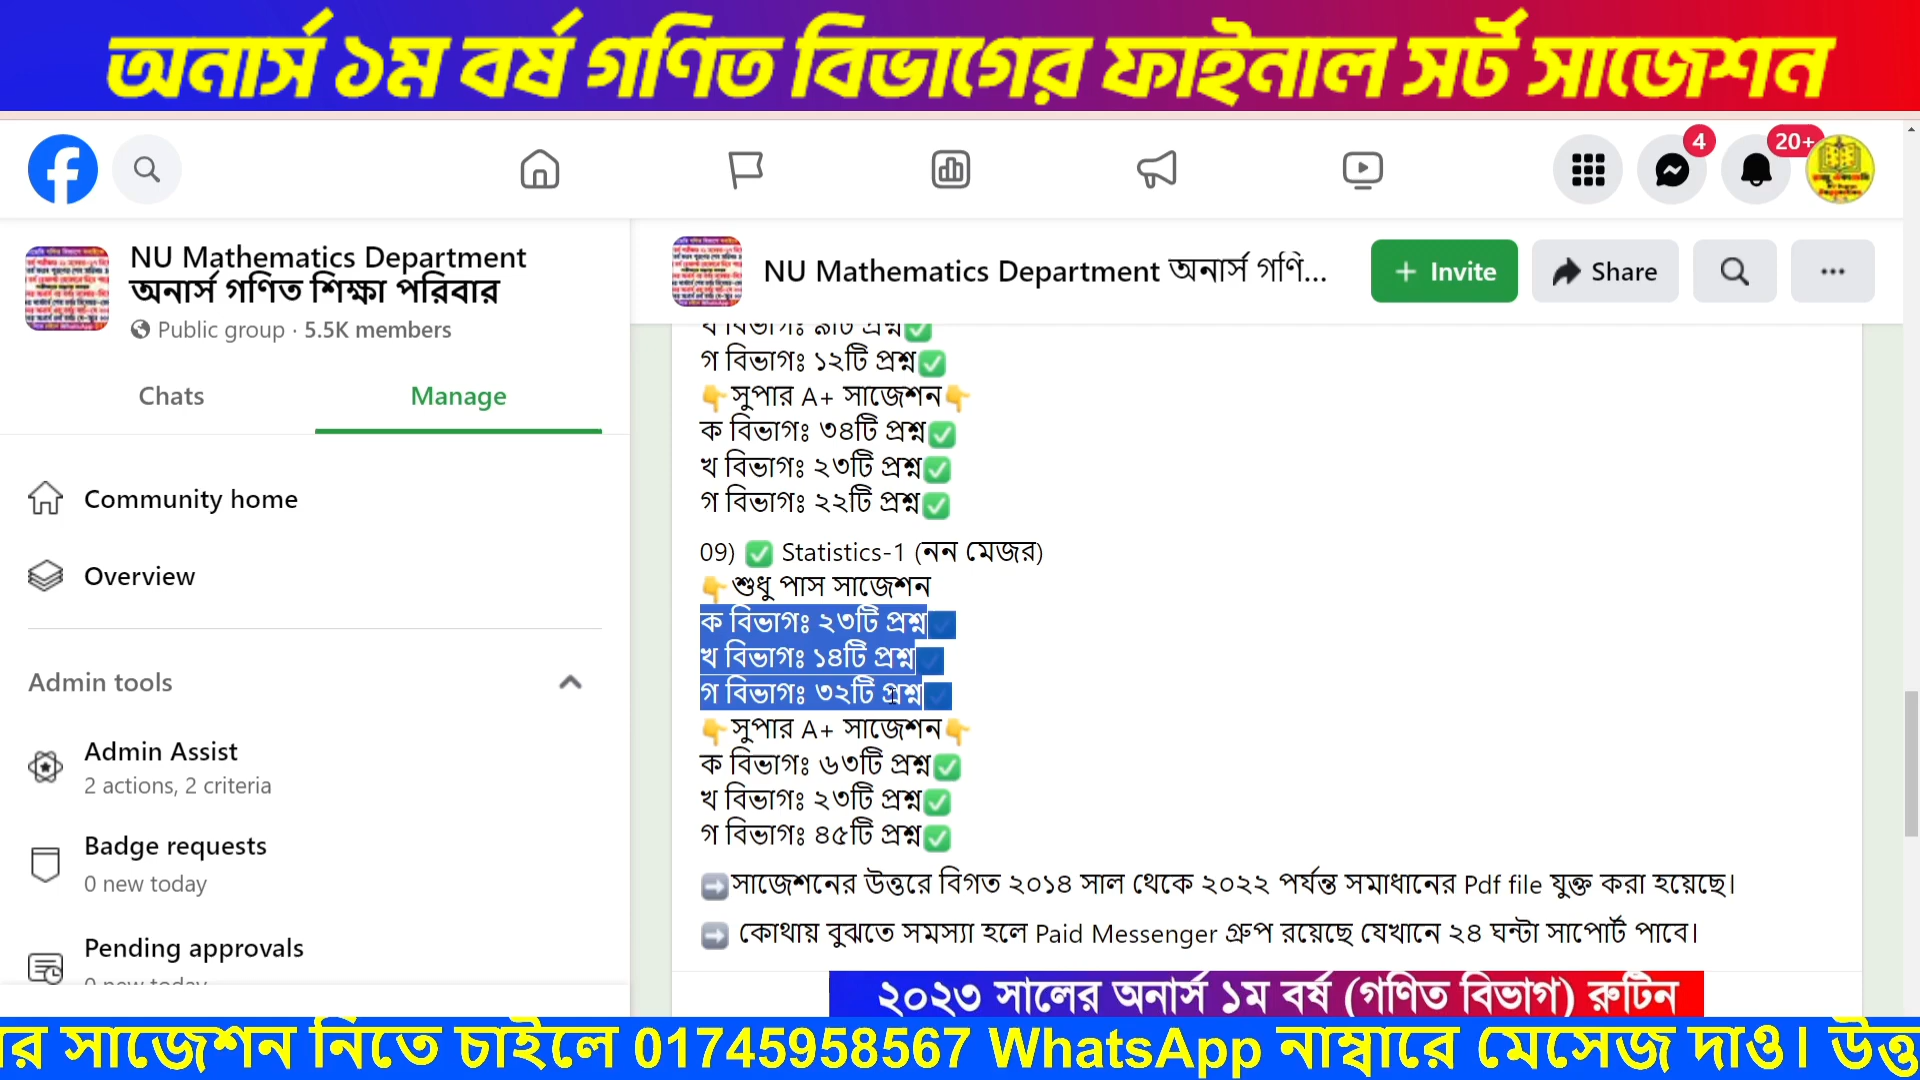 অনার্স ১ম বর্ষ গণিত বিভাগের ফাইনাল সর্ট সাজেশন
4
20+
NU Mathematics Department
অনার্স গণিত শিক্ষা পরিবার
Public group · 5.5K members
Chats
Manage
Community home
Overview
Admin tools
Admin Assist
2 actions, 2 criteria
Badge requests
0 new today
Pending approvals
0 new today
NU Mathematics Department অনার্স গণি...
+ Invite
Share
খ বিভাগঃ ৯টি প্রশ্ন✅
গ বিভাগঃ ১২টি প্রশ্ন✅
👇সুপার A+ সাজেশন👇
ক বিভাগঃ ৩৪টি প্রশ্ন✅
খ বিভাগঃ ২৩টি প্রশ্ন✅
গ বিভাগঃ ২২টি প্রশ্ন✅
09) ✅ Statistics-1 (নন মেজর)
👇শুধু পাস সাজেশন
ক বিভাগঃ ২৩টি প্রশ্ন✅
খ বিভাগঃ ১৪টি প্রশ্ন✅
গ বিভাগঃ ৩২টি প্রশ্ন✅
👇সুপার A+ সাজেশন👇
ক বিভাগঃ ৬৩টি প্রশ্ন✅
খ বিভাগঃ ২৩টি প্রশ্ন✅
গ বিভাগঃ ৪৫টি প্রশ্ন✅
➡️সাজেশনের উত্তরে বিগত ২০১৪ সাল থেকে ২০২২ পর্যন্ত সমাধানের Pdf file যুক্ত করা হয়েছে।
➡️ কোথায় বুঝতে সমস্যা হলে Paid Messenger গ্রুপ রয়েছে যেখানে ২৪ ঘন্টা সাপোর্ট পাবে।
২০২৩ সালের অনার্স ১ম বর্ষ (গণিত বিভাগ) রুটিন
র সাজেশন নিতে চাইলে 01745958567 WhatsApp নাম্বারে মেসেজ দাও। উত্ত